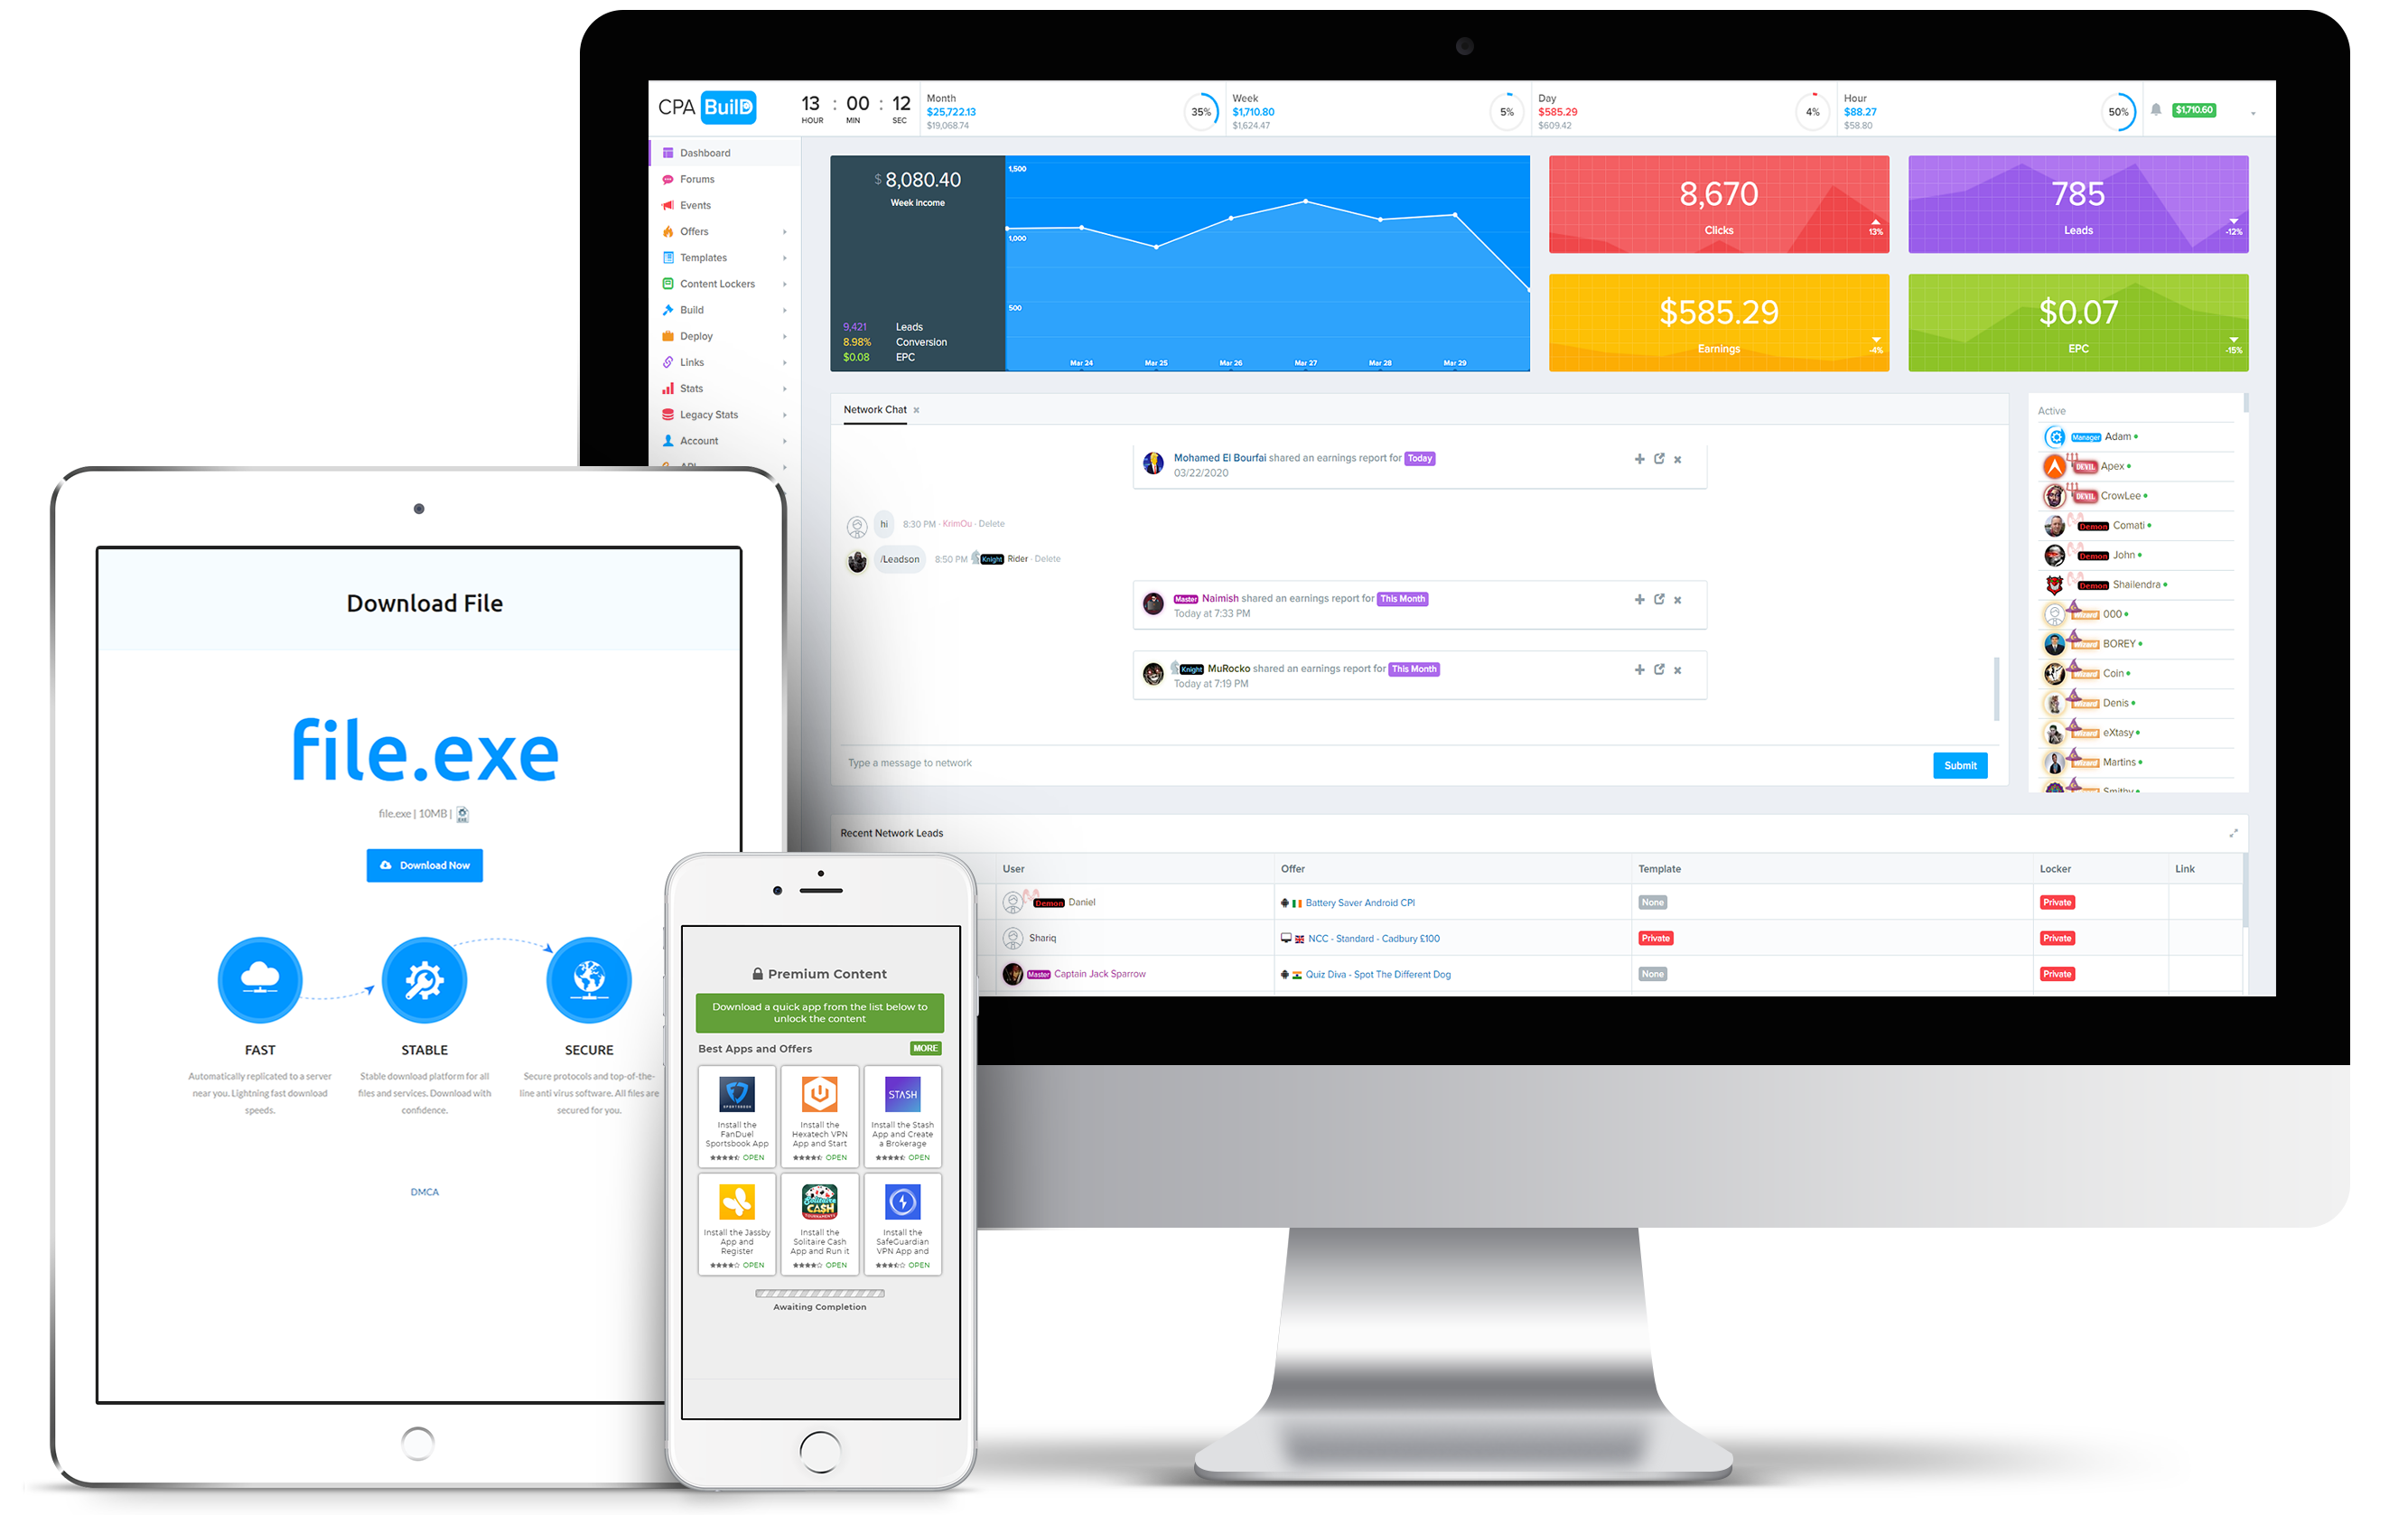 CPA BuilD
13 : 00 : 12
HOUR MIN SEC
Month
$25,722.13
$19,068.74
35%
Week
$1,710.80
$1,624.47
5%
Day
$585.29
$609.42
4%
Hour
$88.27
$58.80
50%
$1,710.60
Dashboard
Forums
Events
Offers
Templates
Content Lockers
Build
Deploy
Links
Stats
Legacy Stats
Account
API
$ 8,080.40
Week Income
9,421 Leads
8.98% Conversion
$0.08 EPC
1,500
1,000
500
Mar 24 Mar 25 Mar 26 Mar 27 Mar 28 Mar 29
8,670
Clicks
13%
785
Leads
-12%
$585.29
Earnings
-4%
$0.07
EPC
-15%
Network Chat ×
Mohamed El Bourfai shared an earnings report for Today
03/22/2020
hi 8:30 PM · KrimOu · Delete
/Leadson 8:50 PM Knight Rider · Delete
Master Naimish shared an earnings report for This Month
Today at 7:33 PM
Knight MuRocko shared an earnings report for This Month
Today at 7:19 PM
Type a message to network
Submit
Active
Manager Adam
DEVIL Apex
DEVIL CrowLee
Demon Comati
Demon John
Demon Shailendra
Wizard 000
Wizard BOREY
Wizard Coin
Wizard Denis
Wizard eXtasy
Wizard Martins
Smithy
Recent Network Leads
User Offer Template Locker Link
Demon Daniel Battery Saver Android CPI None Private
Shariq NCC - Standard - Cadbury £100 Private Private
Master Captain Jack Sparrow Quiz Diva - Spot The Different Dog None Private
Download File
file.exe
file.exe | 10MB |
Download Now
FAST
Automatically replicated to a server
near you. Lightning fast download
speeds.
STABLE
Stable download platform for all
files and services. Download with
confidence.
SECURE
Secure protocols and top-of-the-
line anti virus software. All files are
secured for you.
DMCA
Premium Content
Download a quick app from the list below to
unlock the content
Best Apps and Offers
MORE
SPORTSBOOK
Install the
FanDuel
Sportsbook App
OPEN
Install the
Hexatech VPN
App and Start
OPEN
STASH
Install the Stash
App and Create
a Brokerage
OPEN
Install the Jassby
App and
Register
OPEN
Solitaire
CASH
TOURNAMENTS
Install the
Solitaire Cash
App and Run it
OPEN
Install the
SafeGuardian
VPN App and
OPEN
Awaiting Completion